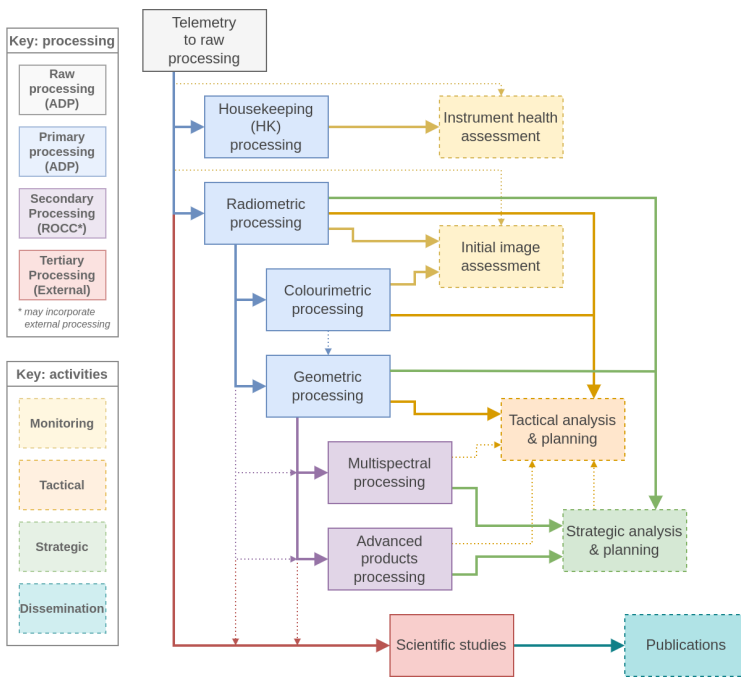 Key: processing
Raw
processing
(ADP)
Primary
processing
(ADP)
Secondary
Processing
(ROCC*)
Tertiary
Processing
(External)
* may incorporate
external processing
Key: activities
Monitoring
Tactical
Strategic
Dissemination
Telemetry
to raw
processing
Housekeeping
(HK)
processing
Instrument health
assessment
Radiometric
processing
Initial image
assessment
Colourimetric
processing
Geometric
processing
Tactical analysis
& planning
Multispectral
processing
Advanced
products
processing
Strategic analysis
& planning
Scientific studies
Publications